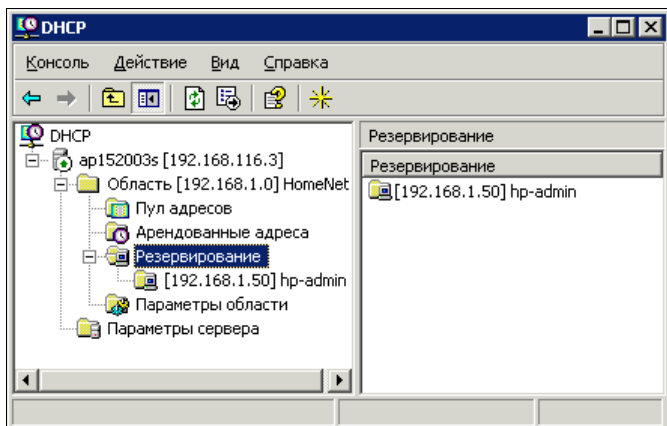 DHCP
Консоль Действие Вид Справка
DHCP
ap152003s [192.168.116.3]
Область [192.168.1.0] HomeNet
Пул адресов
Арендованные адреса
Резервирование
[192.168.1.50] hp-admin
Параметры области
Параметры сервера
Резервирование
Резервирование
[192.168.1.50] hp-admin